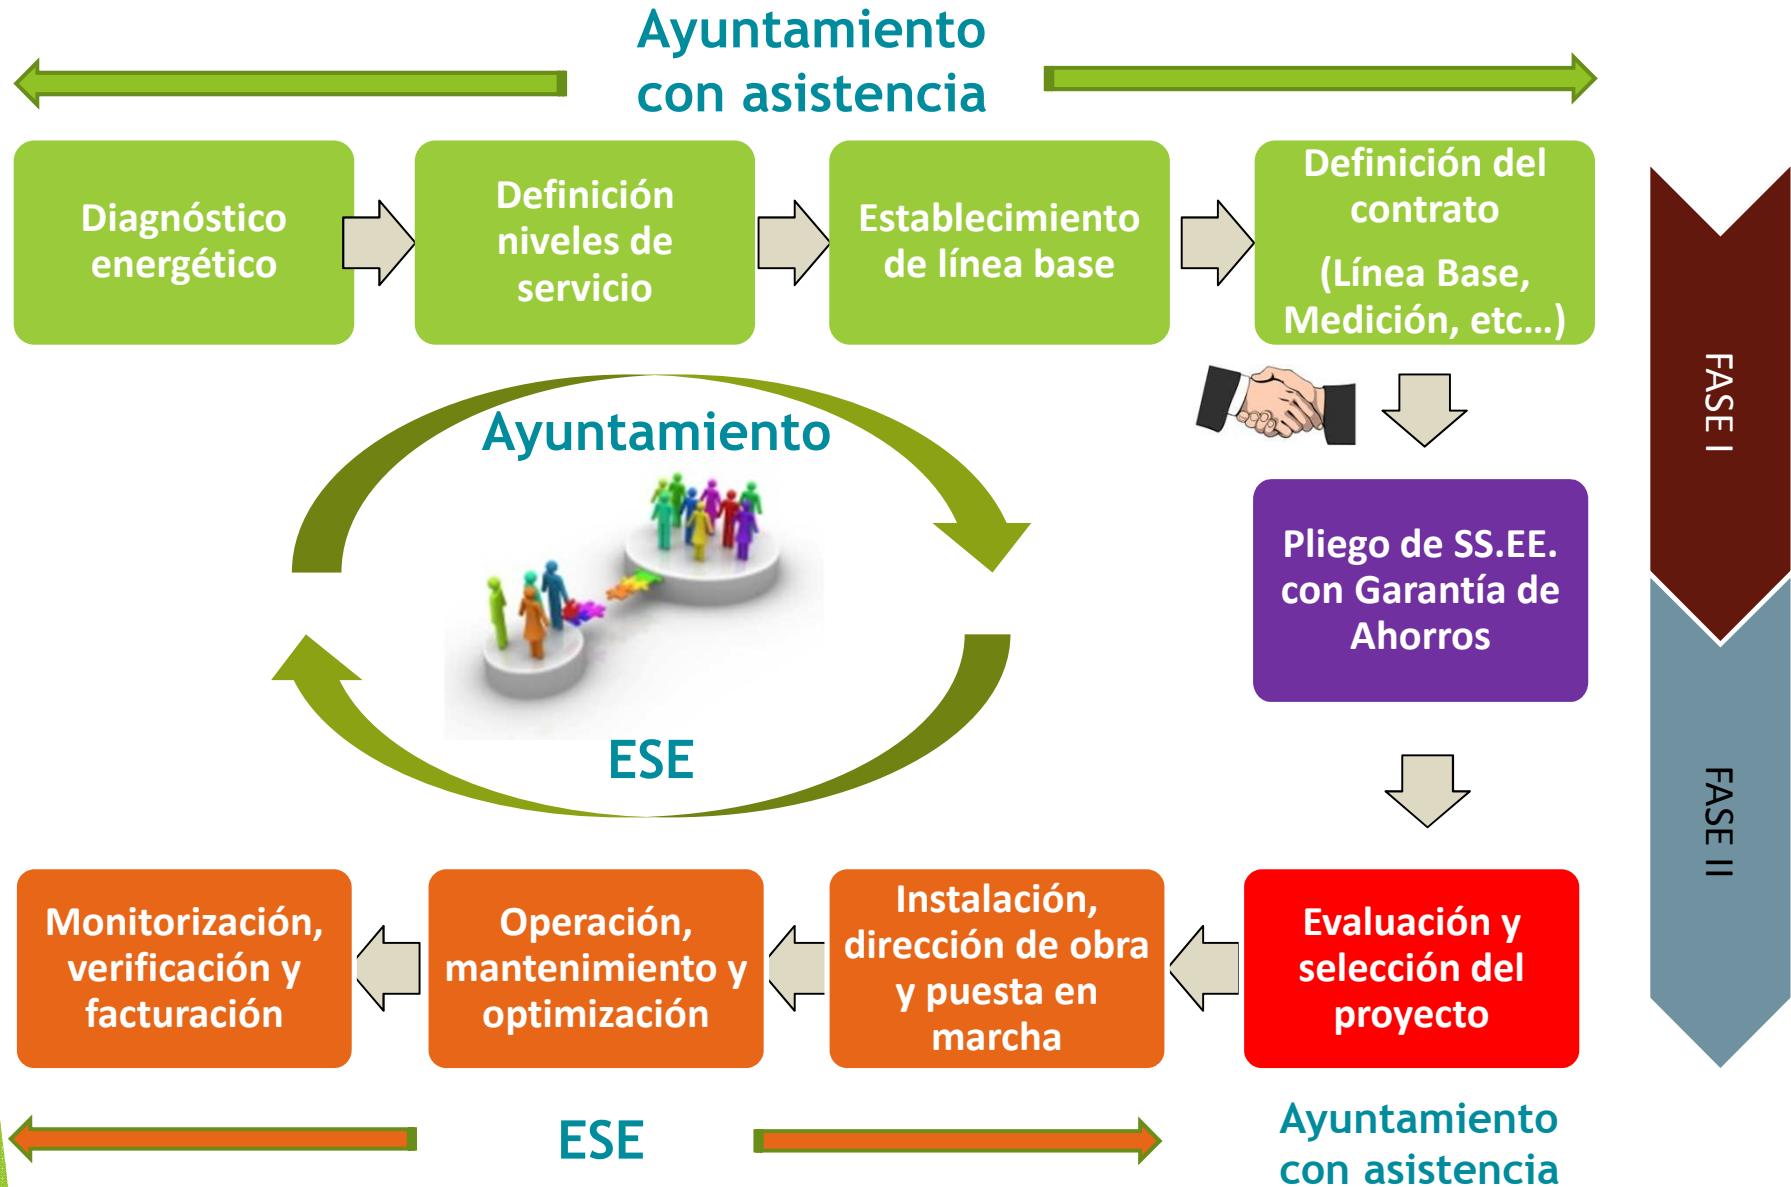 Ayuntamiento
con asistencia
Diagnóstico
energético
Definición
niveles de
servicio
Establecimiento
de línea base
Definición del
contrato
(Línea Base,
Medición, etc...)
FASE I
Ayuntamiento
Pliego de SS.EE.
con Garantía de
Ahorros
ESE
FASE II
Monitorización,
verificación y
facturación
Operación,
mantenimiento y
optimización
Instalación,
dirección de obra
y puesta en
marcha
Evaluación y
selección del
proyecto
ESE
Ayuntamiento
con asistencia